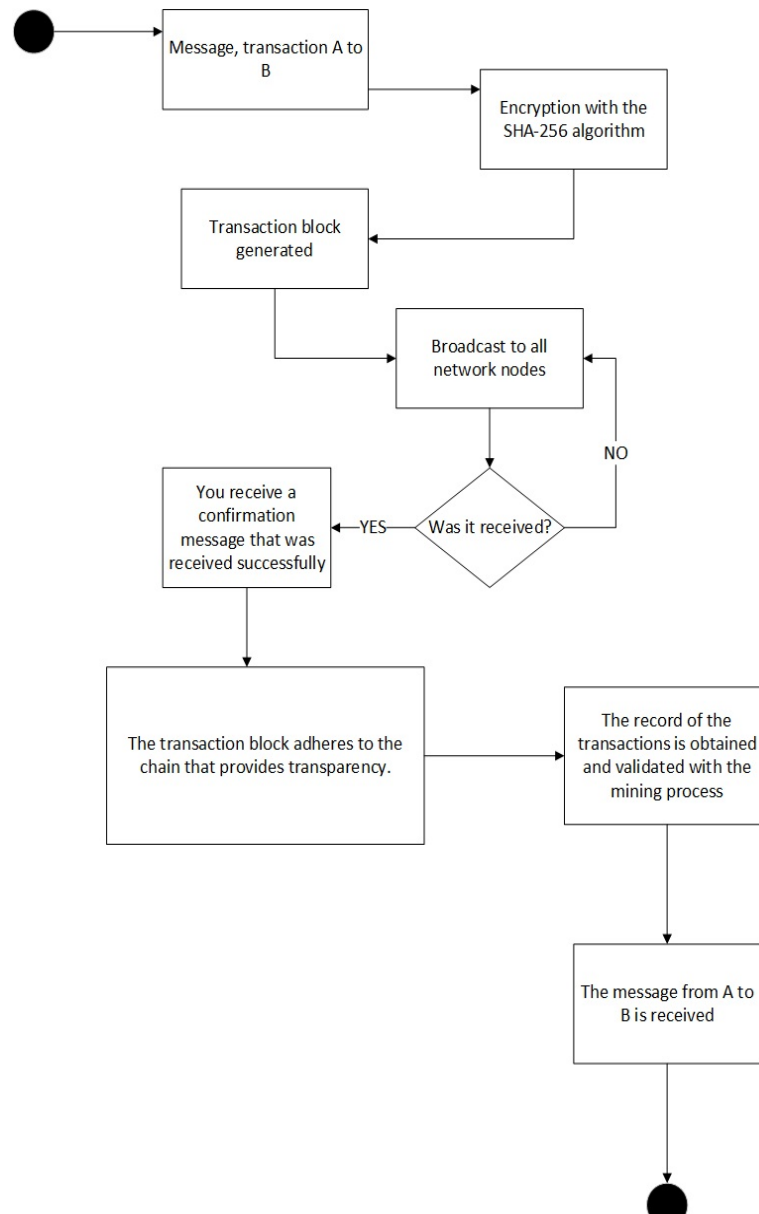 Message, transaction A to
B
Encryption with the
SHA-256 algorithm
Transaction block
generated
Broadcast to all
network nodes
NO
Was it received?
YES
You receive a
confirmation
message that was
received successfully
The transaction block adheres to the
chain that provides transparency.
The record of the
transactions is obtained
and validated with the
mining process
The message from A to
B is received